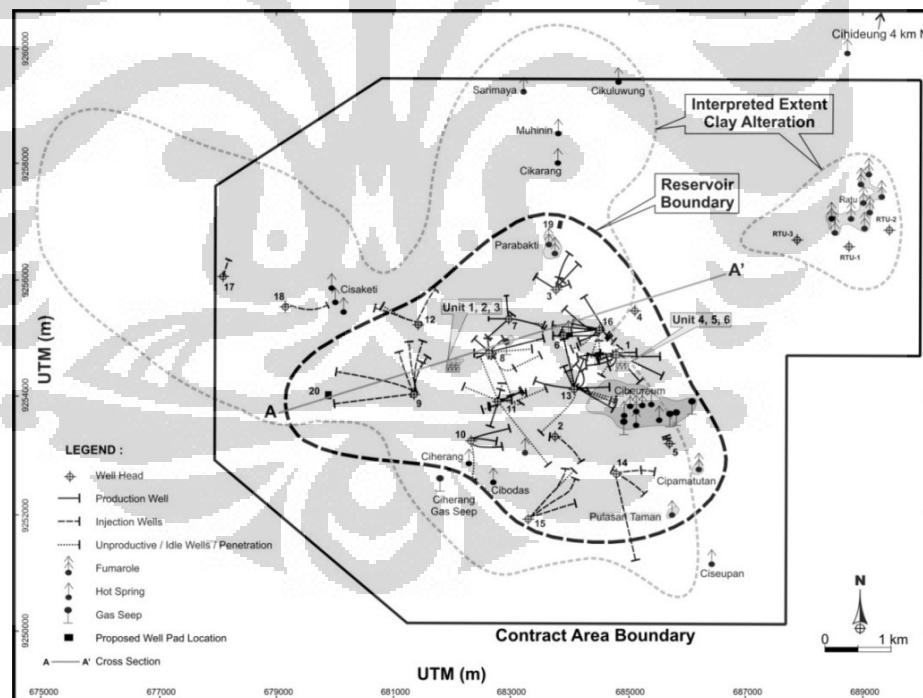 Cihideung 4 km N
9260000
Sarimaya
Cikuluwung
Interpreted Extent
Clay Alteration
Muhinin
Cikarang
9258000
Reservoir
Boundary
Ratu
RTU-3
RTU-2
RTU-1
19
Parabakti
A'
9256000
17
Cisaketi
18
3
4
12
Unit 1, 2, 3
7
16
Unit 4, 5, 6
6
1
8
UTM (m)
20
9
9254000
A
11
13
Cibeureum
2
5
10
LEGEND :
Well Head
Ciherang
14
Cipamatutan
Production Well
Cibodas
Ciherang
Gas Seep
9252000
Injection Wells
15
Pulasari Taman
Unproductive / Idle Wells / Penetration
Fumarole
Ciseupan
Hot Spring
Gas Seep
N
9250000
Proposed Well Pad Location
Contract Area Boundary
0 1 km
A A' Cross Section
UTM (m)
675000 677000 679000 681000 683000 685000 687000 689000